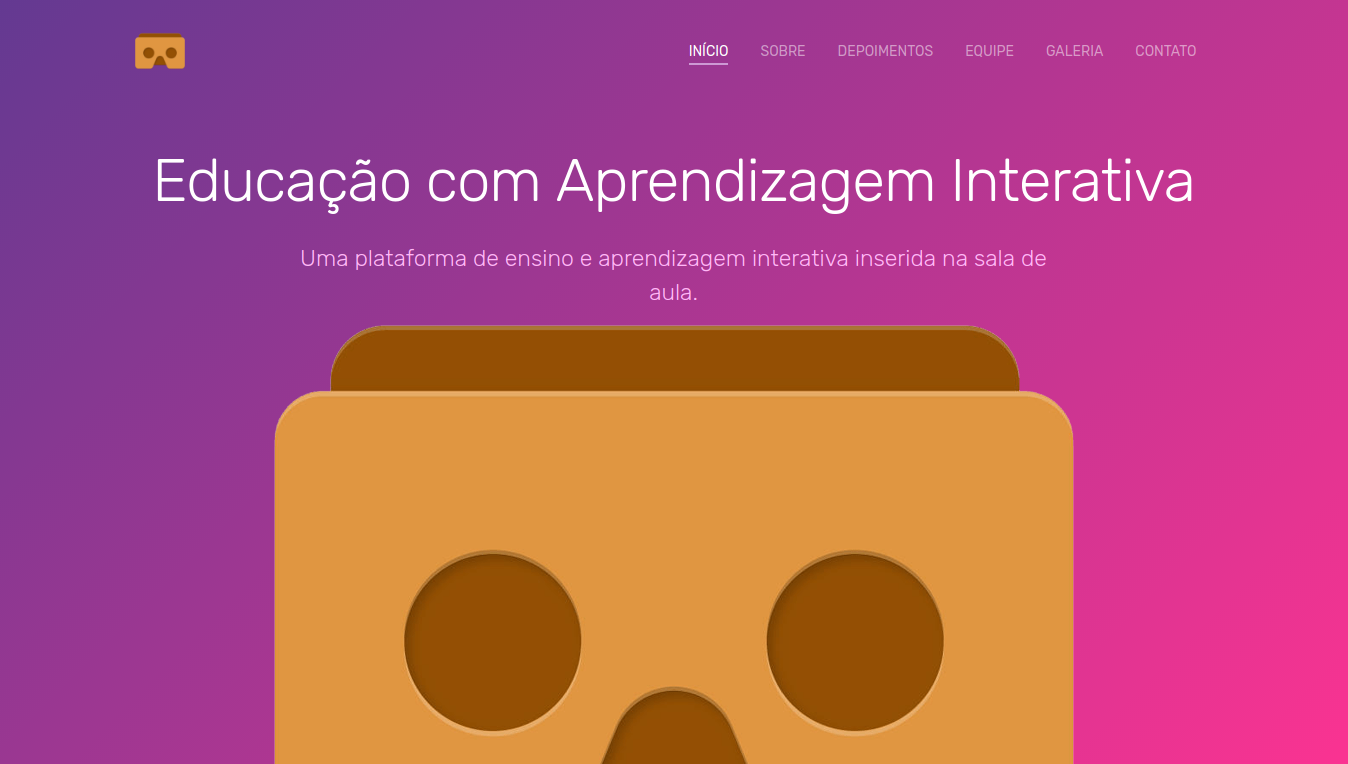 INÍCIO SOBRE DEPOIMENTOS EQUIPE GALERIA CONTATO
Educação com Aprendizagem Interativa
Uma plataforma de ensino e aprendizagem interativa inserida na sala de
aula.